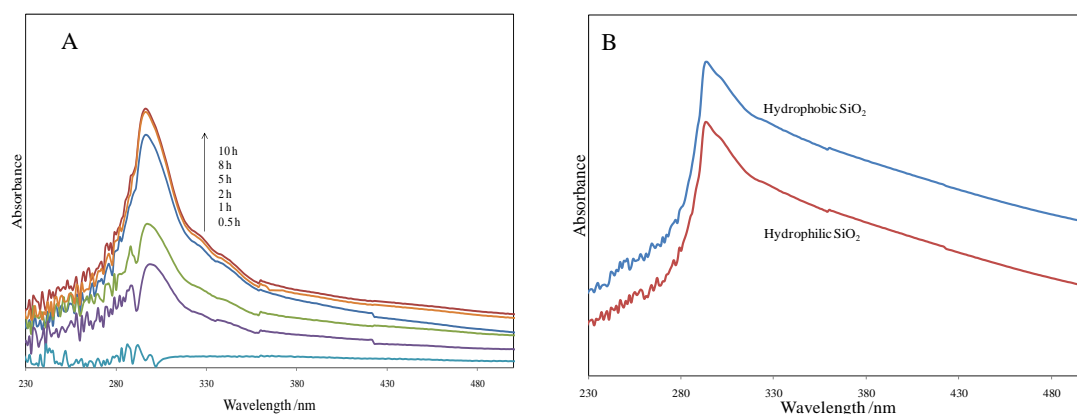 A
Absorbance
10 h
8 h
5 h
2 h
1 h
0.5 h
230 280 330 380 430 480
Wavelength /nm
B
Absorbance
Hydrophobic SiO₂
Hydrophilic SiO₂
230 280 330 380 430 480
Wavelength /nm